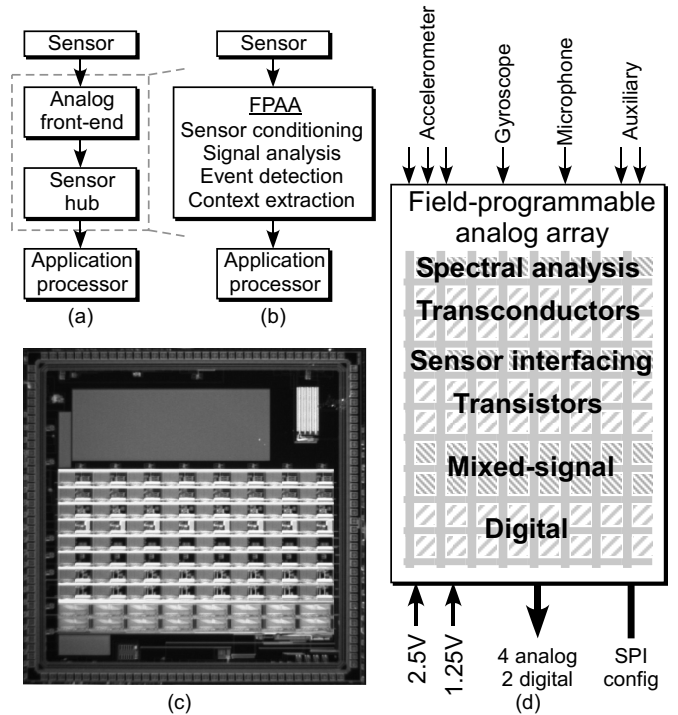 Sensor
Analog
front-end
Sensor
hub
Application
processor
(a)
Sensor
FPAA
Sensor conditioning
Signal analysis
Event detection
Context extraction
Application
processor
(b)
(c)
Accelerometer
Gyroscope
Microphone
Auxiliary
Field-programmable
analog array
Spectral analysis
Transconductors
Sensor interfacing
Transistors
Mixed-signal
Digital
2.5V
1.25V
4 analog
2 digital
SPI
config
(d)